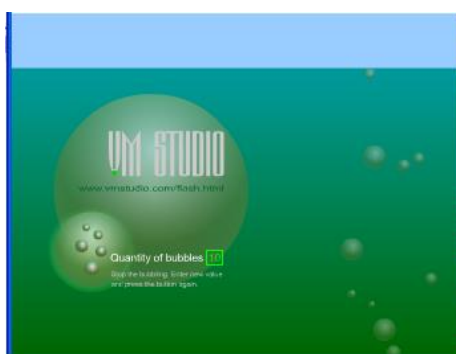 VM STUDIO
www.vmstudio.com/flash.html
Quantity of bubbles 10
Stop the bubbling. Enter new value
and press the button again.